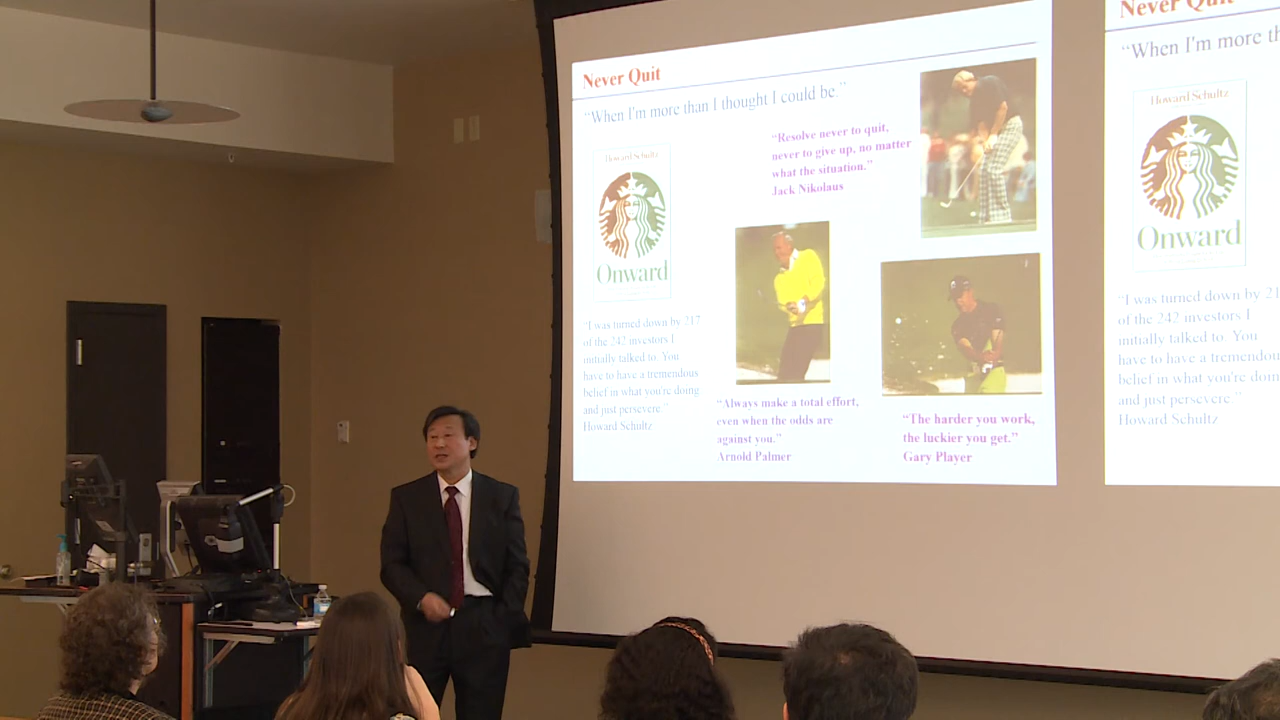 Never Quit
“When I'm more than I thought I could be.”
Howard Schultz
Onward
“I was turned down by 217
of the 242 investors I
initially talked to. You
have to have a tremendous
belief in what you're doing
and just persevere.”
Howard Schultz
“Resolve never to quit,
never to give up, no matter
what the situation.”
Jack Nikolaus
“Always make a total effort,
even when the odds are
against you.”
Arnold Palmer
“The harder you work,
the luckier you get.”
Gary Player
Never Quit
“When I'm more th
Howard Schultz
Onward
“I was turned down by 21
of the 242 investors I
initially talked to. You
have to have a tremendous
belief in what you're doin
and just persevere.”
Howard Schultz